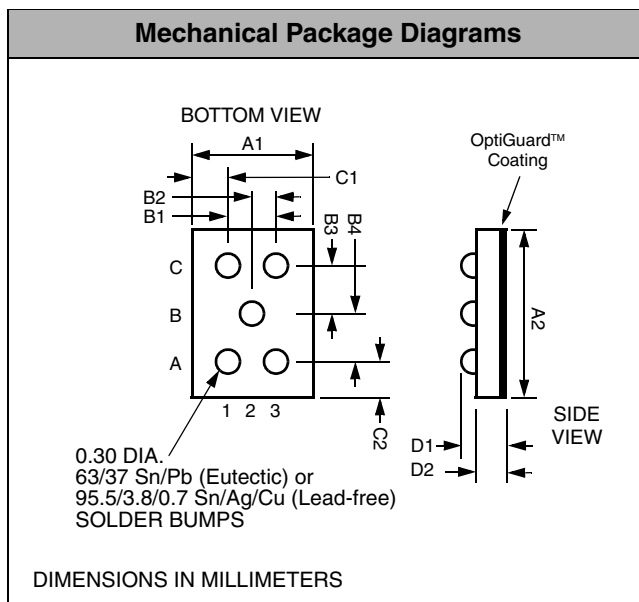 Mechanical Package Diagrams
BOTTOM VIEW
A1
OptiGuard™
Coating
C1
B2
B1
B3
B4
C
B
A
1 2 3
C2
A2
SIDE
VIEW
D1
D2
0.30 DIA.
63/37 Sn/Pb (Eutectic) or
95.5/3.8/0.7 Sn/Ag/Cu (Lead-free)
SOLDER BUMPS
DIMENSIONS IN MILLIMETERS